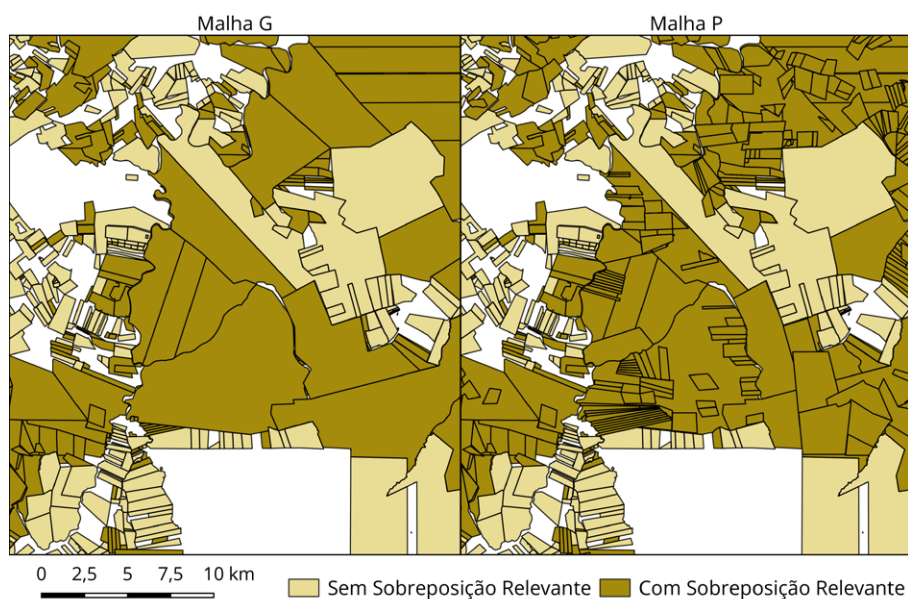 Malha G
Malha P
0 2,5 5 7,5 10 km
Sem Sobreposição Relevante
Com Sobreposição Relevante